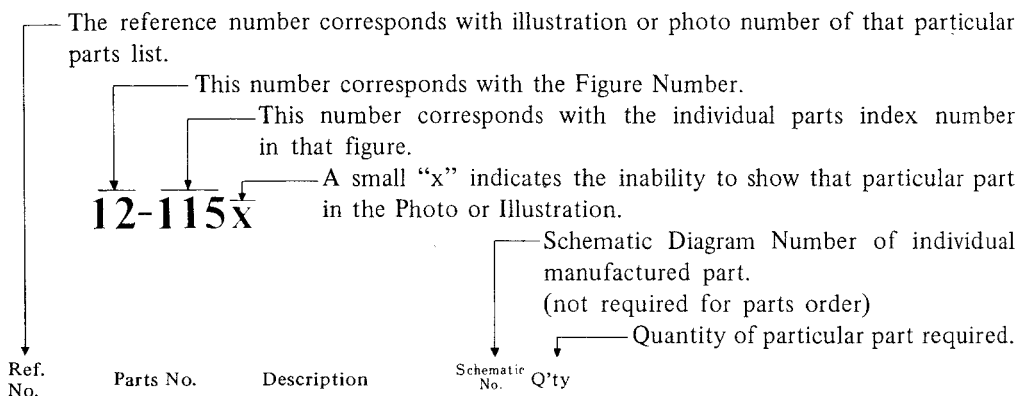 The reference number corresponds with illustration or photo number of that particular
parts list.
This number corresponds with the Figure Number.
This number corresponds with the individual parts index number
in that figure.
A small “x” indicates the inability to show that particular part
in the Photo or Illustration.
12-115x
Schematic Diagram Number of individual
manufactured part.
(not required for parts order)
Quantity of particular part required.
Ref.
No.
Parts No.
Description
Schematic
No.
Q'ty